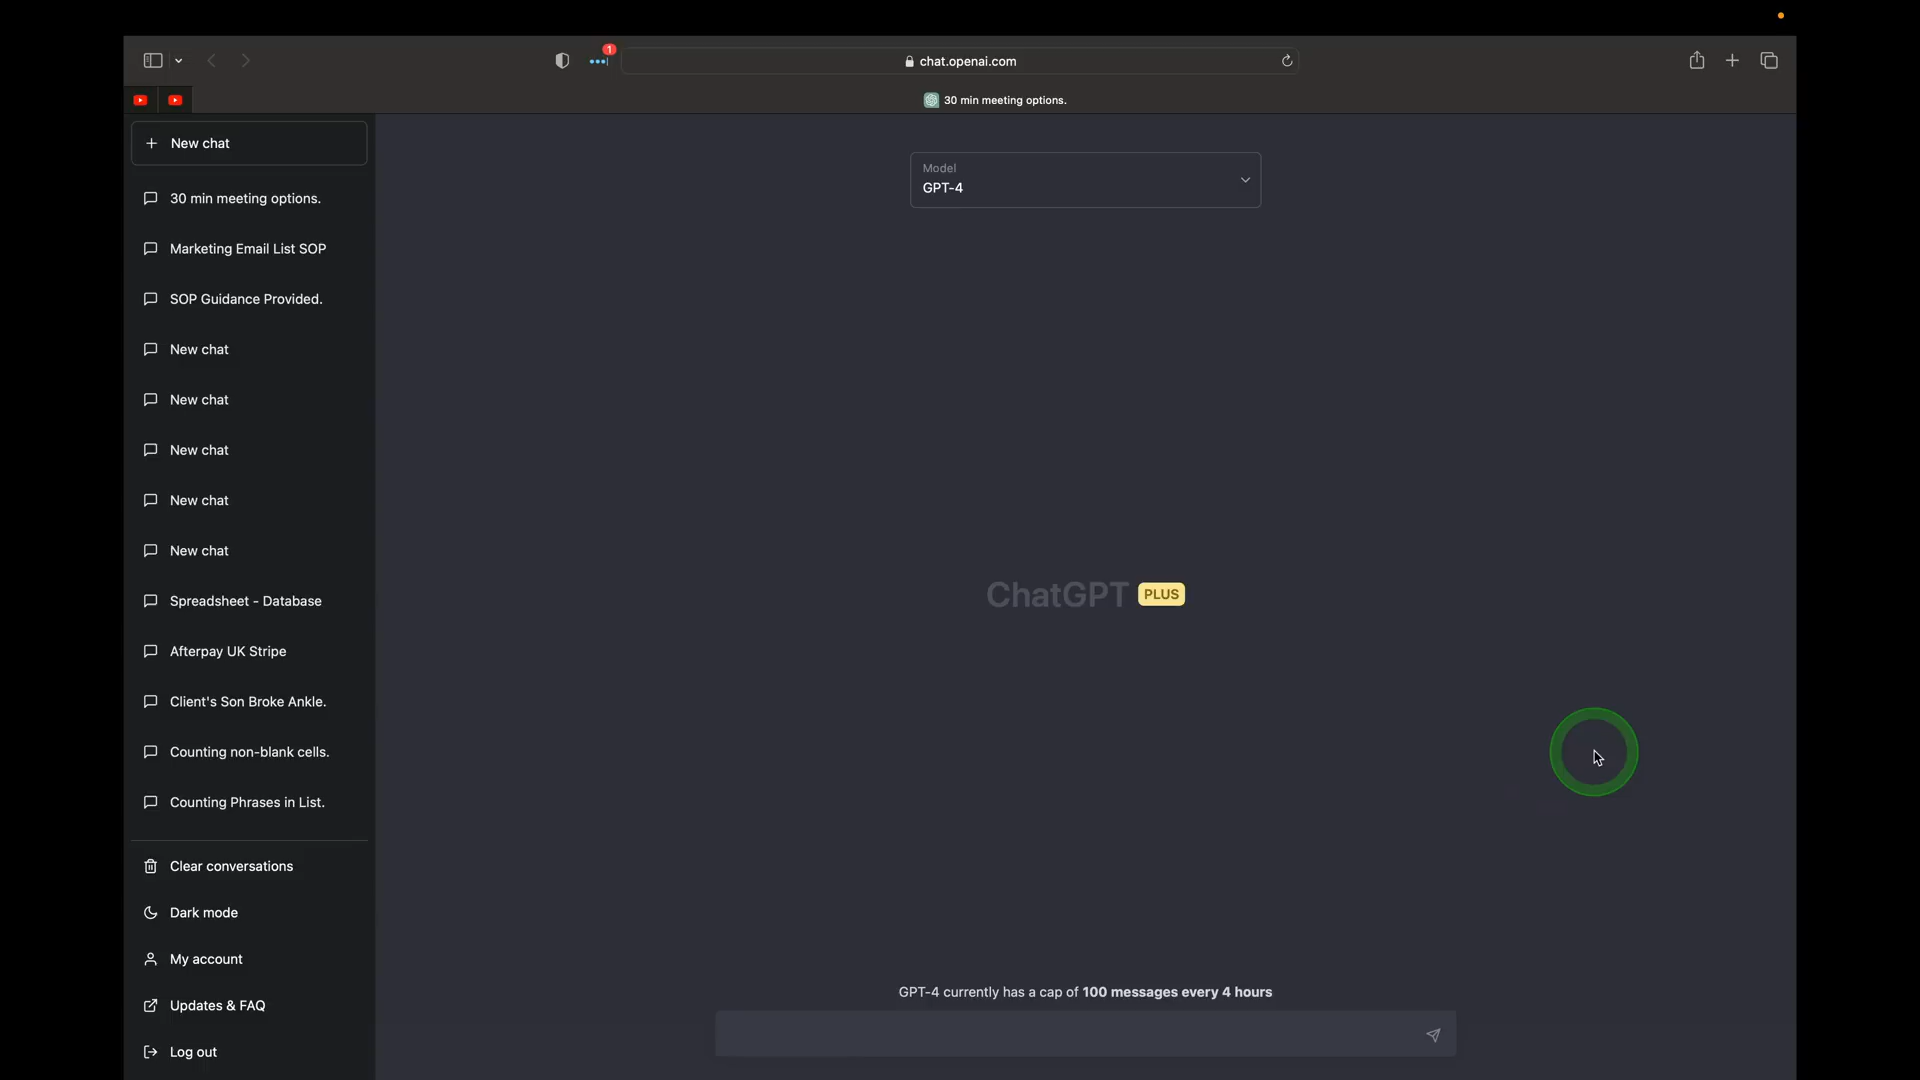 1
chat.openai.com
30 min meeting options.
New chat
30 min meeting options.
Marketing Email List SOP
SOP Guidance Provided.
New chat
New chat
New chat
New chat
New chat
Spreadsheet - Database
Afterpay UK Stripe
Client's Son Broke Ankle.
Counting non-blank cells.
Counting Phrases in List.
Clear conversations
Dark mode
My account
Updates & FAQ
Log out
Model
GPT-4
ChatGPT PLUS
GPT-4 currently has a cap of 100 messages every 4 hours